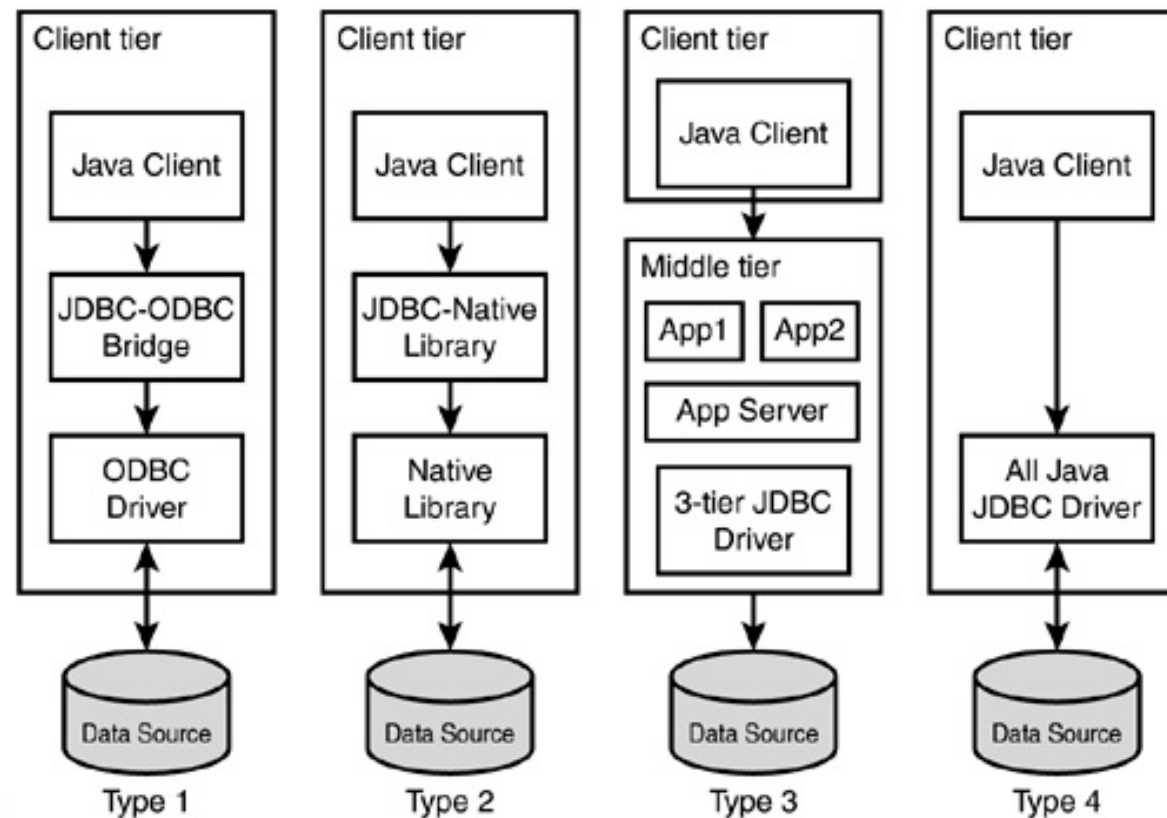 Client tier
Java Client
JDBC-ODBC
Bridge
ODBC
Driver
Data Source
Type 1
Client tier
Java Client
JDBC-Native
Library
Native
Library
Data Source
Type 2
Client tier
Java Client
Middle tier
App1
App2
App Server
3-tier JDBC
Driver
Data Source
Type 3
Client tier
Java Client
All Java
JDBC Driver
Data Source
Type 4